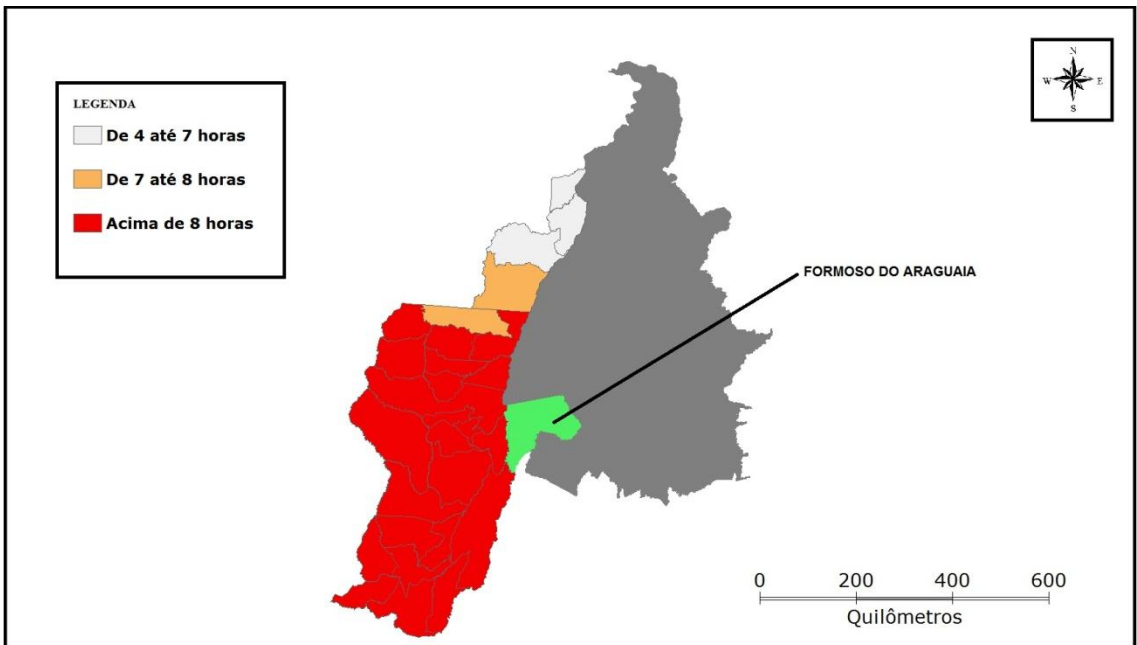 N
W E
S
LEGENDA
De 4 até 7 horas
De 7 até 8 horas
Acima de 8 horas
FORMOSO DO ARAGUAIA
0 200 400 600
Quilômetros